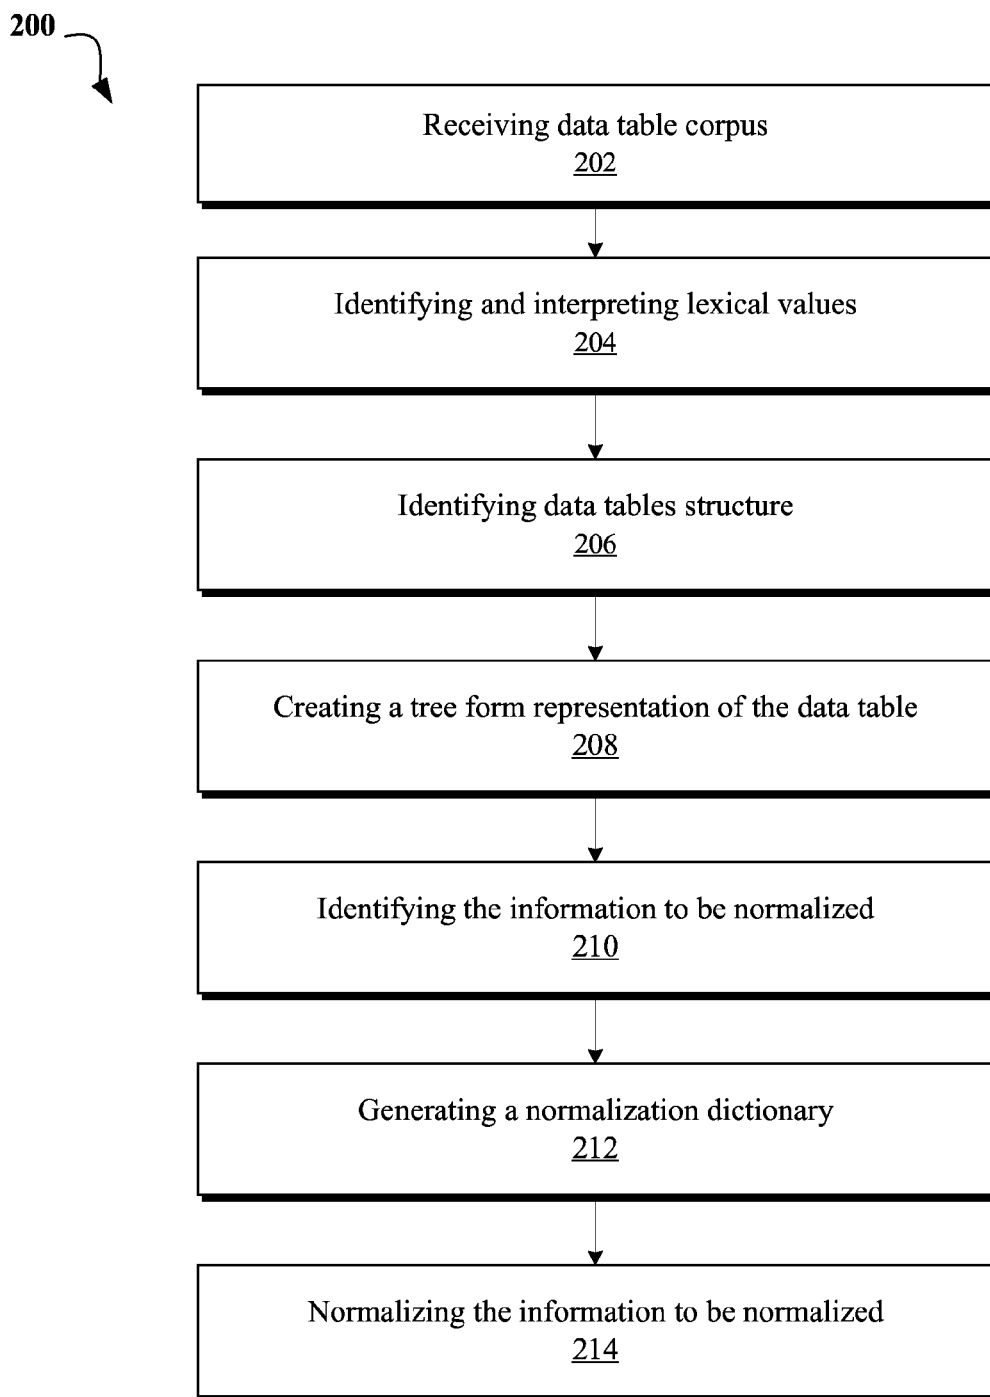 200
Receiving data table corpus
202
Identifying and interpreting lexical values
204
Identifying data tables structure
206
Creating a tree form representation of the data table
208
Identifying the information to be normalized
210
Generating a normalization dictionary
212
Normalizing the information to be normalized
214